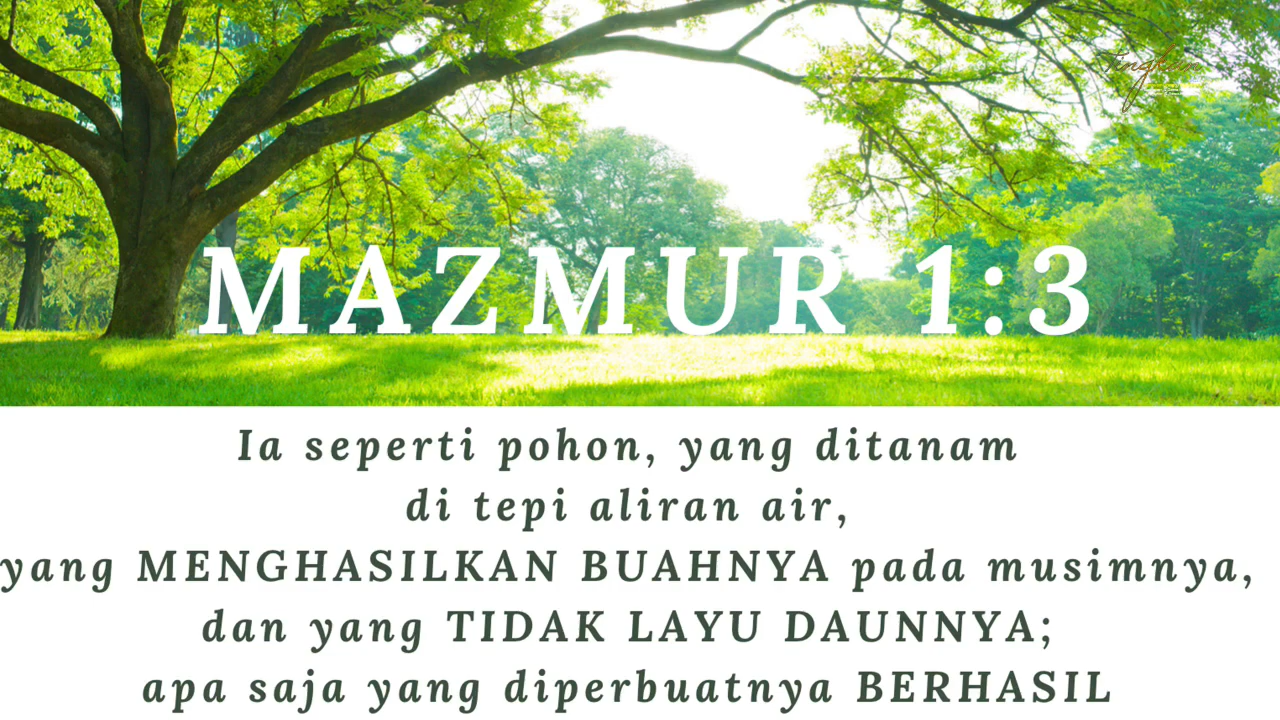 MAZMUR 1:3
Ia seperti pohon, yang ditanam
di tepi aliran air,
yang MENGHASILKAN BUAHNYA pada musimnya,
dan yang TIDAK LAYU DAUNNYA;
apa saja yang diperbuatnya BERHASIL